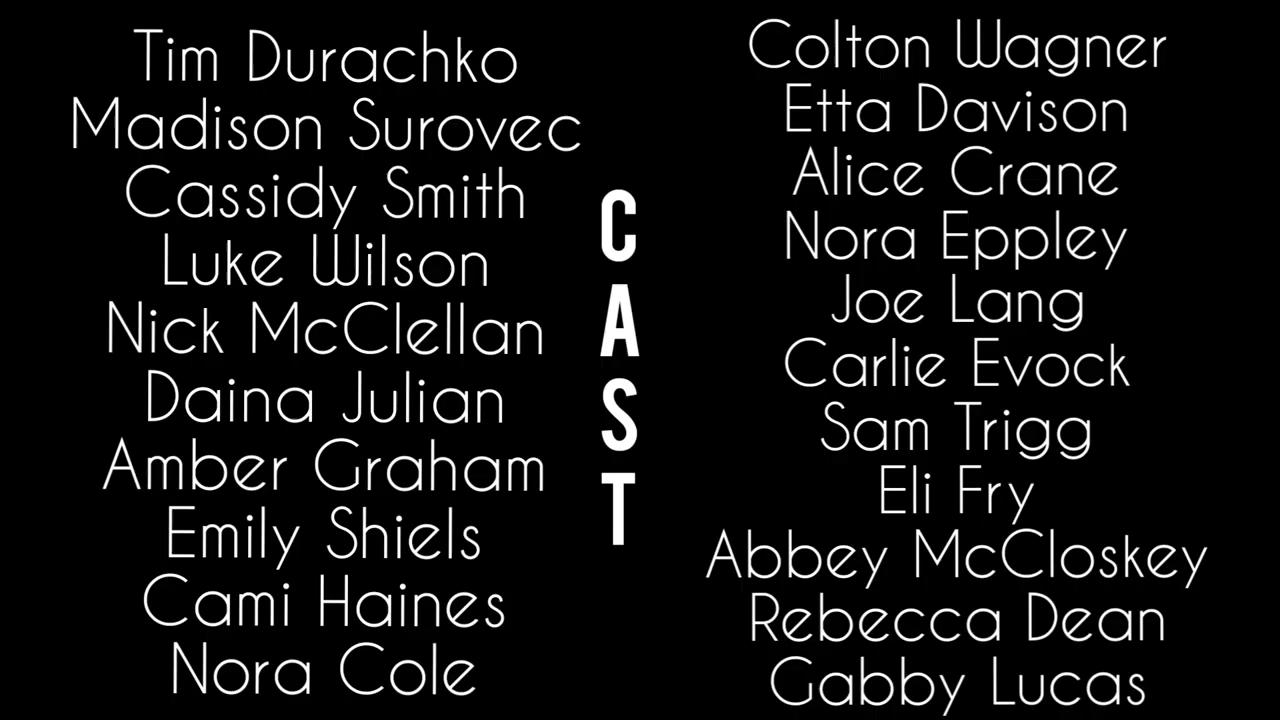 Tim Durachko
Madison Surovec
Cassidy Smith
Luke Wilson
Nick McClellan
Daina Julian
Amber Graham
Emily Shiels
Cami Haines
Nora Cole
CAST
Colton Wagner
Etta Davison
Alice Crane
Nora Eppley
Joe Lang
Carlie Evock
Sam Trigg
Eli Fry
Abbey McCloskey
Rebecca Dean
Gabby Lucas